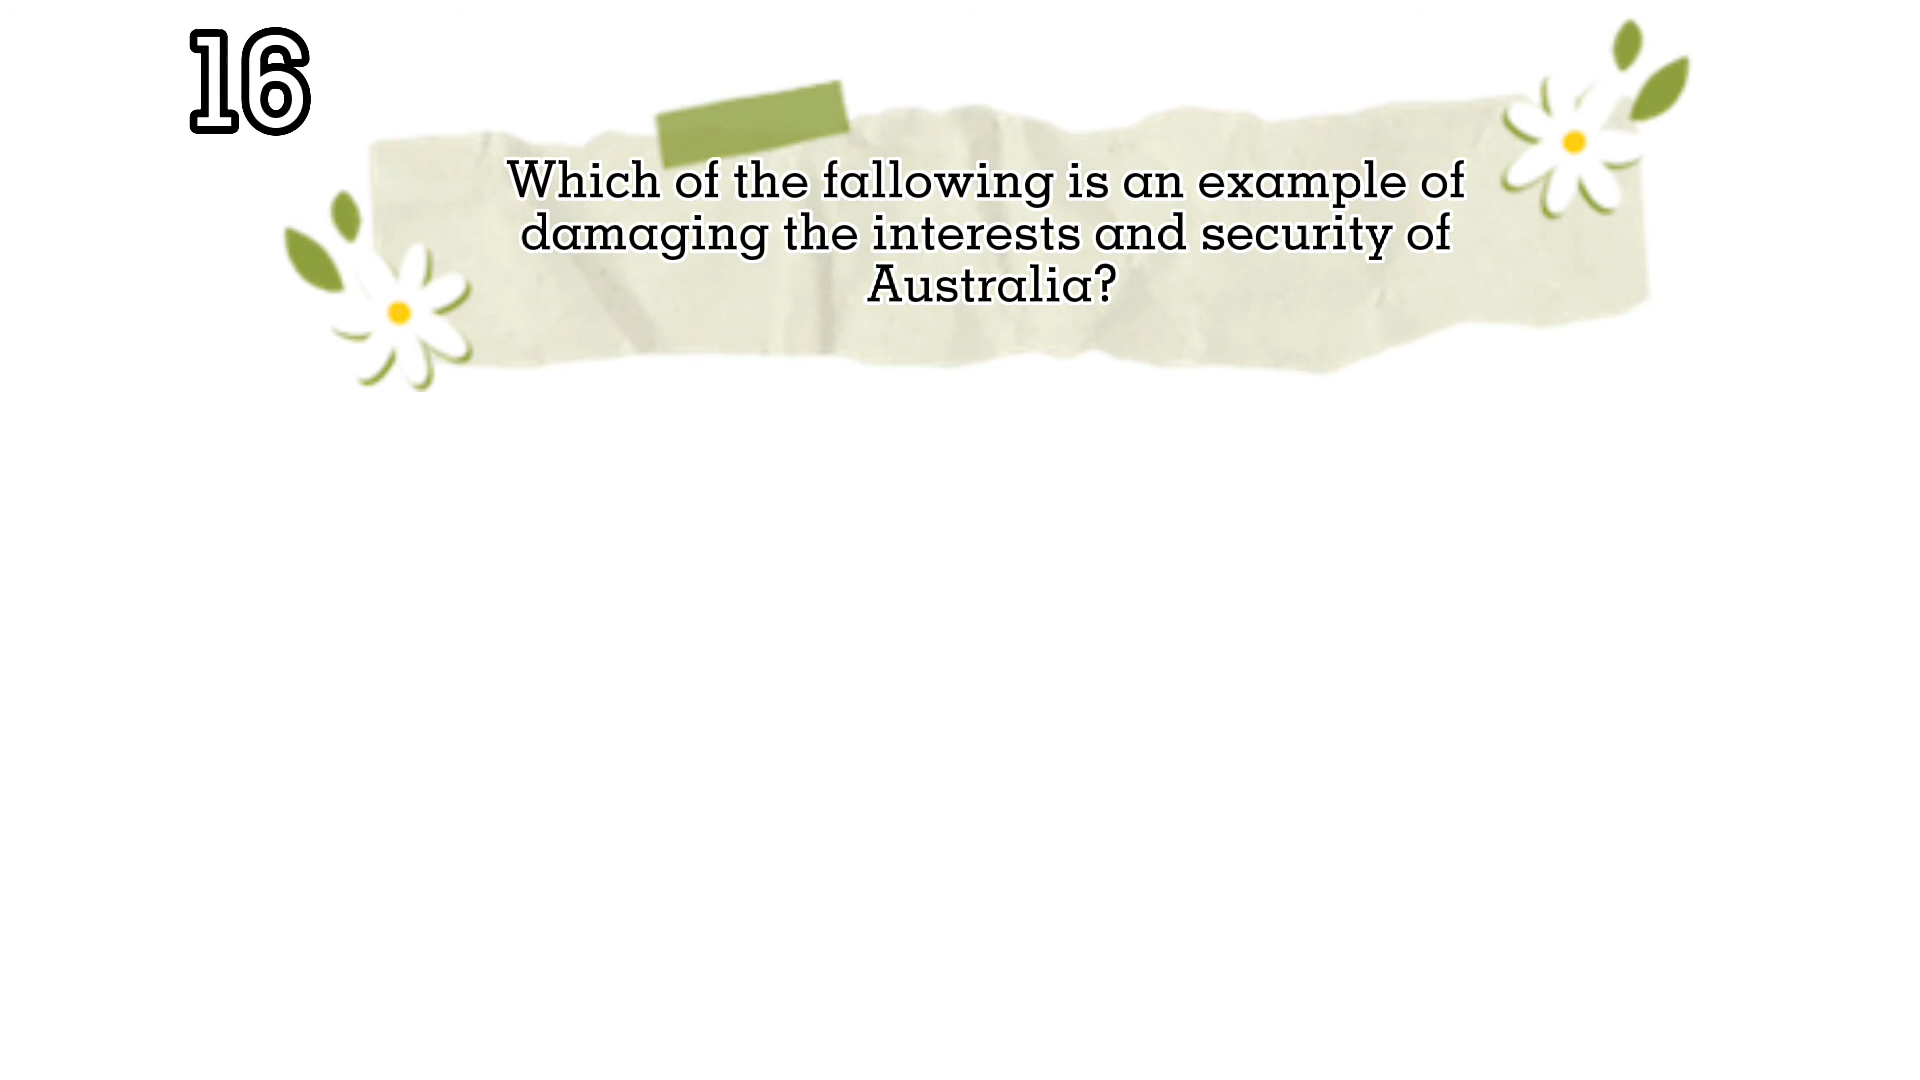 16
Which of the fallowing is an example of
damaging the interests and security of
Australia?